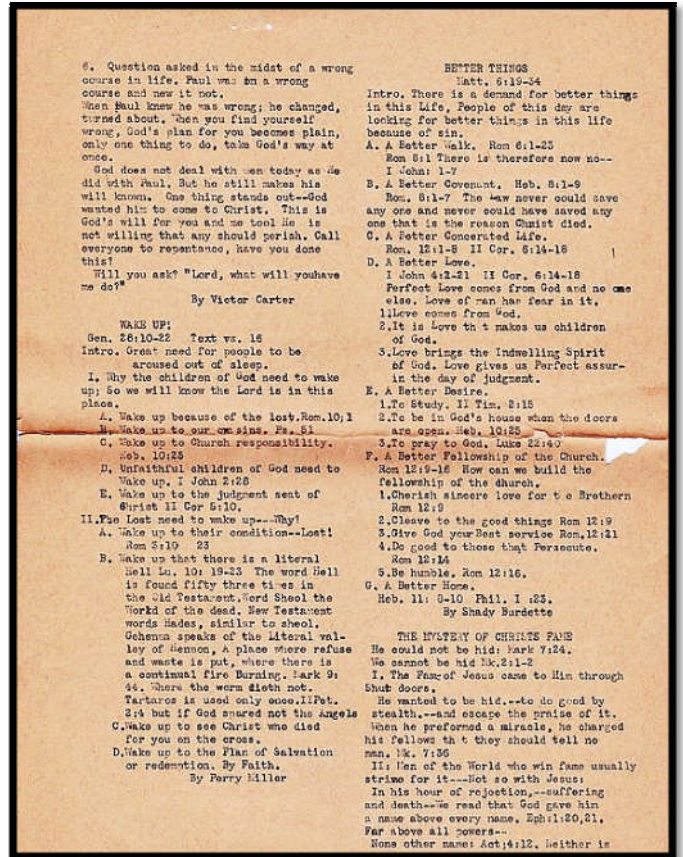 6. Question asked in the midst of a wrong
course in life. Paul was on a wrong
course and new it not.
When Paul knew he was wrong; he changed,
turned about. When you find yourself
wrong, God's plan for you becomes plain,
only one thing to do, take God's way at
once.
God does not deal with men today as He
did with Paul, But he still makes his
will known. One thing stands out--God
wanted him to come to Christ. This is
God's will for you and me too! He is
not willing that any should perish. Call
everyone to repentance, have you done
this?
Will you ask? "Lord, what will youhave
me do?"
By Victor Carter
WAKE UP!
Gen. 28:10-22 Text vs. 16
Intro. Great need for people to be
aroused out of sleep.
I. Why the children of God need to wake
up; So we will know the Lord is in this
place.
A. Wake up because of the lost.Rom.10;1
B. Wake up to our own sins. Ps. 51
C. Wake up to Church responsibility.
Heb. 10:25
D. Unfaithful children of God need to
Wake up. I John 2:28
E. Wake up to the judgment seat of
Christ II Cor 5:10.
II.The Lost need to wake up---Why!
A. Wake up to their condition--Lost!
Rom 3:10 23
B. Wake up that there is a literal
Hell Lu. 10: 19-23 The word Hell
is found fifty three times in
the Old Testament.Word Sheol the
World of the dead. New Testament
words Hades, similar to sheol.
Gehenna speaks of the Literal val-
ley of Hennon, A place where refuse
and waste is put, where there is
a continual fire Burning. Mark 9:
44. Where the worm dieth not.
Tartaros is used only once.IIPet.
2:4 but if God spared not the Angels
C.Wake up to see Christ who died
for you on the cross.
D.Wake up to the Plan of Salvation
or redemption. By Faith.
By Perry Miller
BETTER THINGS
Matt. 6:19-34
Intro. There is a demand for better things
in this Life, People of this day are
looking for better things in this life
because of sin.
A. A Better Walk. Rom 6:1-23
Rom 8:1 There is therefore now no--
I John: 1-7
B. A Better Covenant. Heb. 8:1-9
Rom. 8:1-7 The Law never could save
any one and never could have saved any
one that is the reason Christ died.
C. A Better Concerated Life.
Rom. 12:1-8 II Cor. 6:14-18
D. A Better Love.
I John 4:1-21 II Cor. 6:14-18
Perfect Love comes from God and no one
else. Love of man has fear in it.
1.Love comes from God.
2.It is Love th t makes us children
of God.
3.Love brings the Indwelling Spirit
of God. Love gives us Perfect assur-
in the day of judgment.
E. A Better Desire.
1.To Study. II Tim. 2:15
2.To be in God's house when the doors
are open. Heb. 10:25
3.To pray to God. Luke 22:40
F. A Better Fellowship of the Church.
Rom 12:9-16 How can we build the
fellowship of the church.
1.Cherish sincere love for t e Brethern
Rom 12:9
2.Cleave to the good things Rom 12:9
3.Give God yourBest service Rom.12:21
4.Do good to those that Persecute.
Rom 12:14
5.Be humble. Rom 12:16.
G. A Better Home.
Heb. 11: 8-10 Phil. I :23.
By Shady Burdette
THE MYSTERY OF CHRISTS FAME
He could not be hid: Mark 7:24.
We cannot be hid Mk.2:1-2
I. The Fame of Jesus came to Him through
Shut doors.
He wanted to be hid.--to do good by
stealth.--and escape the praise of it.
When he preformed a miracle, he charged
his fellows th t they should tell no
man. Mk. 7:36
II: Men of the World who win fame usually
strive for it---Not so with Jesus:
In his hour of rejection,--suffering
and death--We read that God gave him
a name above every name. Eph:1:20,21.
Far above all powers--
None other name: Act;4:12. Neither is